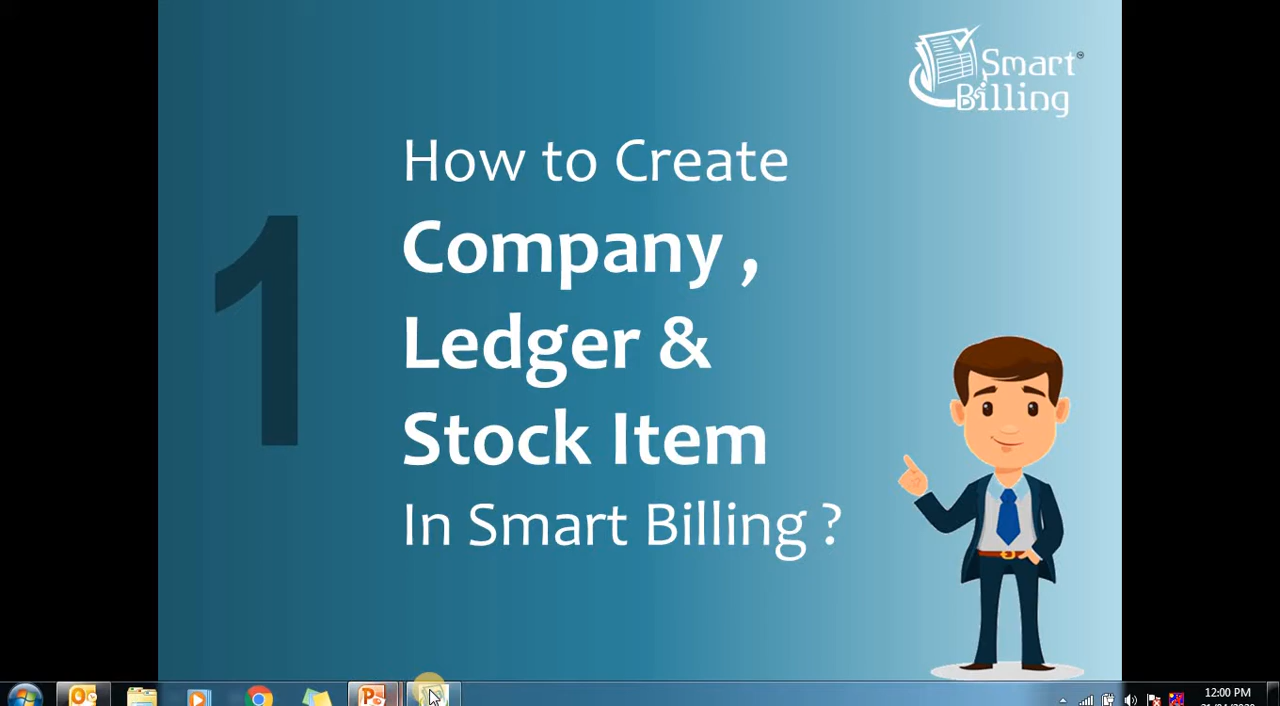 Smart
Billing
1
How to Create
Company ,
Ledger &
Stock Item
In Smart Billing ?
12:00 PM